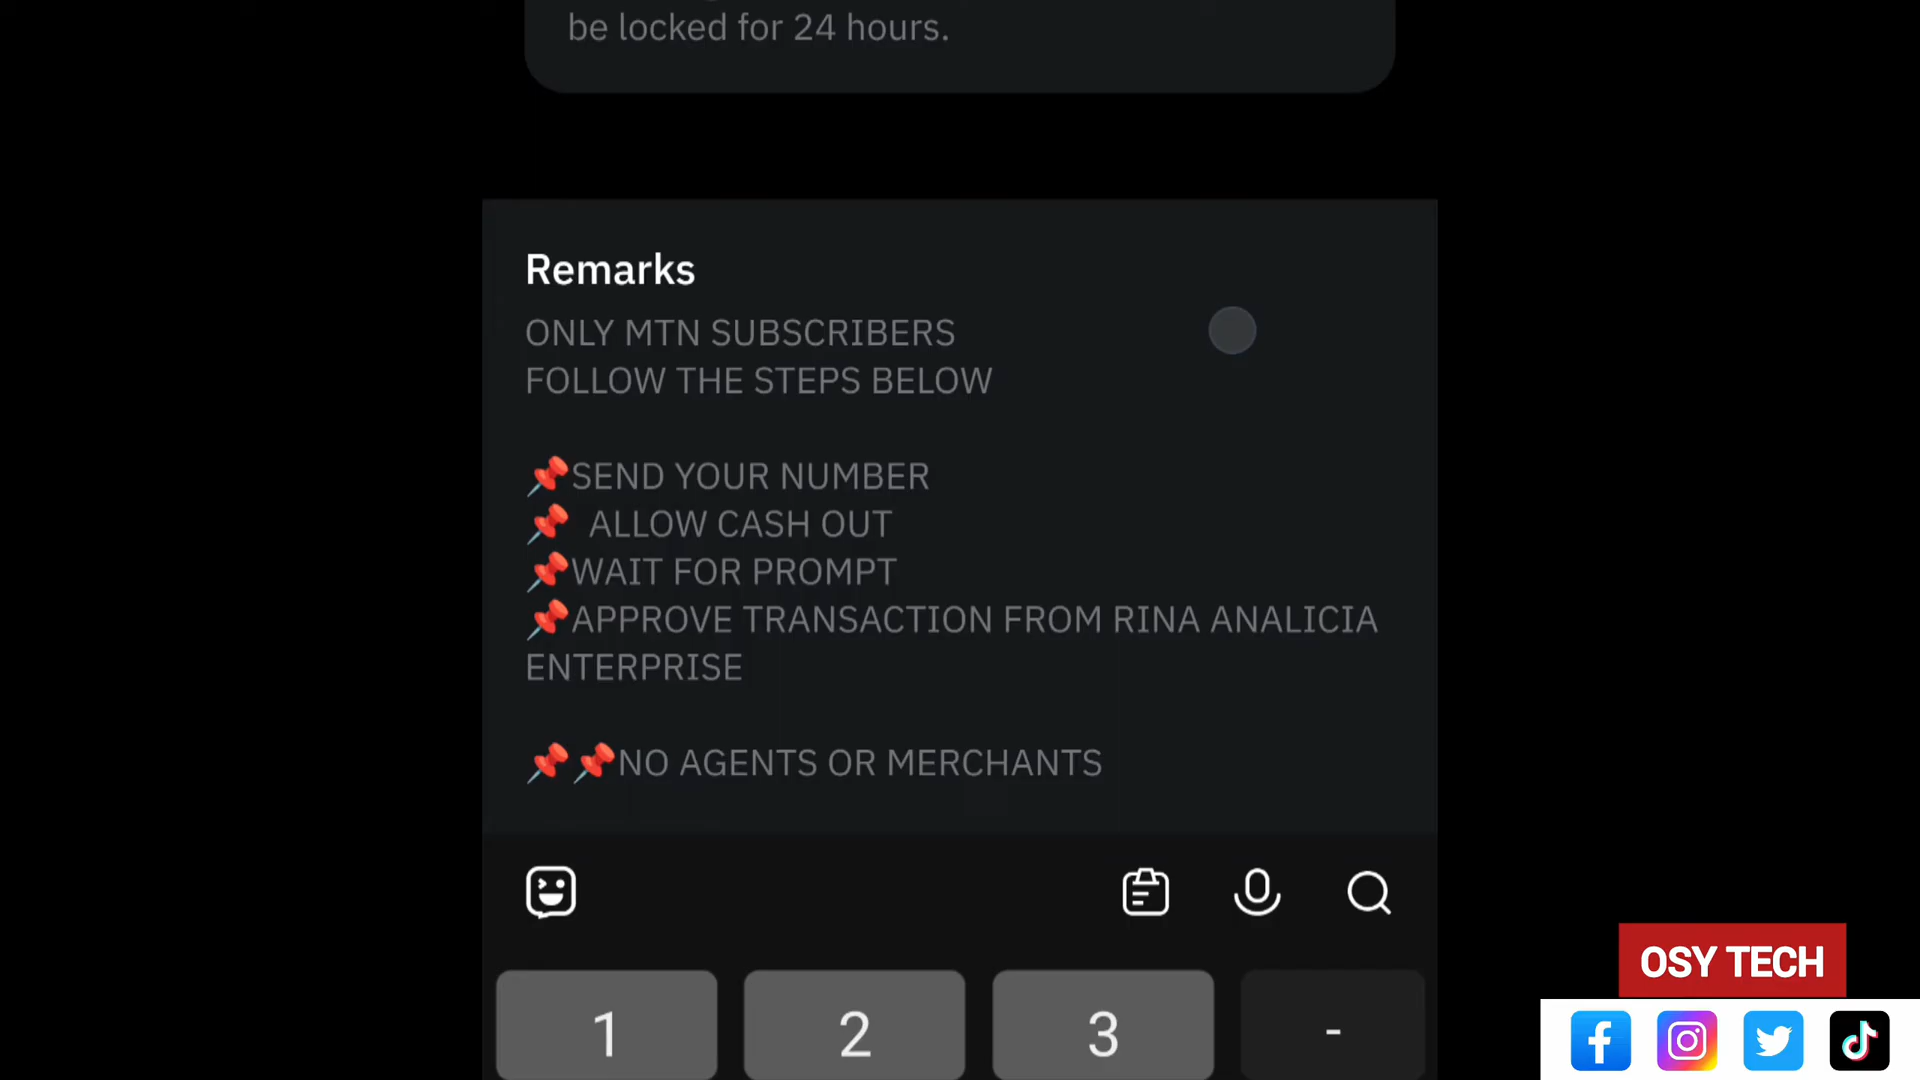 be locked for 24 hours.
Remarks
ONLY MTN SUBSCRIBERS
FOLLOW THE STEPS BELOW
📌SEND YOUR NUMBER
📌 ALLOW CASH OUT
📌WAIT FOR PROMPT
📌APPROVE TRANSACTION FROM RINA ANALICIA
ENTERPRISE
📌📌NO AGENTS OR MERCHANTS
1 2 3 -
OSY TECH